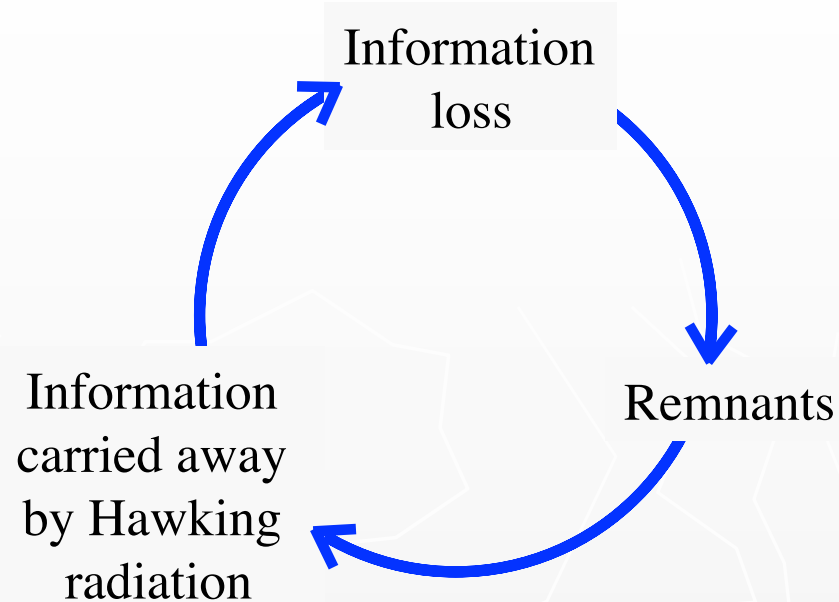 Information
loss
Remnants
Information
carried away
by Hawking
radiation